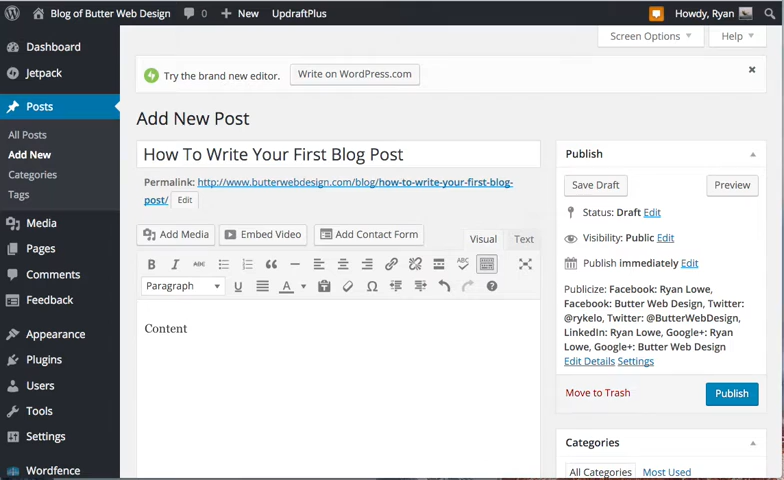 Blog of Butter Web Design 0 + New UpdraftPlus Howdy, Ryan
Dashboard
Jetpack
Posts
All Posts
Add New
Categories
Tags
Media
Pages
Comments
Feedback
Appearance
Plugins
Users
Tools
Settings
Wordfence
Screen Options Help
Try the brand new editor. Write on WordPress.com
Add New Post
How To Write Your First Blog Post
Permalink: http://www.butterwebdesign.com/blog/how-to-write-your-first-blog-
post/ Edit
Add Media Embed Video Add Contact Form Visual Text
B I ABC ABC
Paragraph U A Ω ?
Content
Publish
Save Draft Preview
Status: Draft Edit
Visibility: Public Edit
Publish immediately Edit
Publicize: Facebook: Ryan Lowe,
Facebook: Butter Web Design, Twitter:
@rykelo, Twitter: @ButterWebDesign,
LinkedIn: Ryan Lowe, Google+: Ryan
Lowe, Google+: Butter Web Design
Edit Details Settings
Move to Trash Publish
Categories
All Categories Most Used